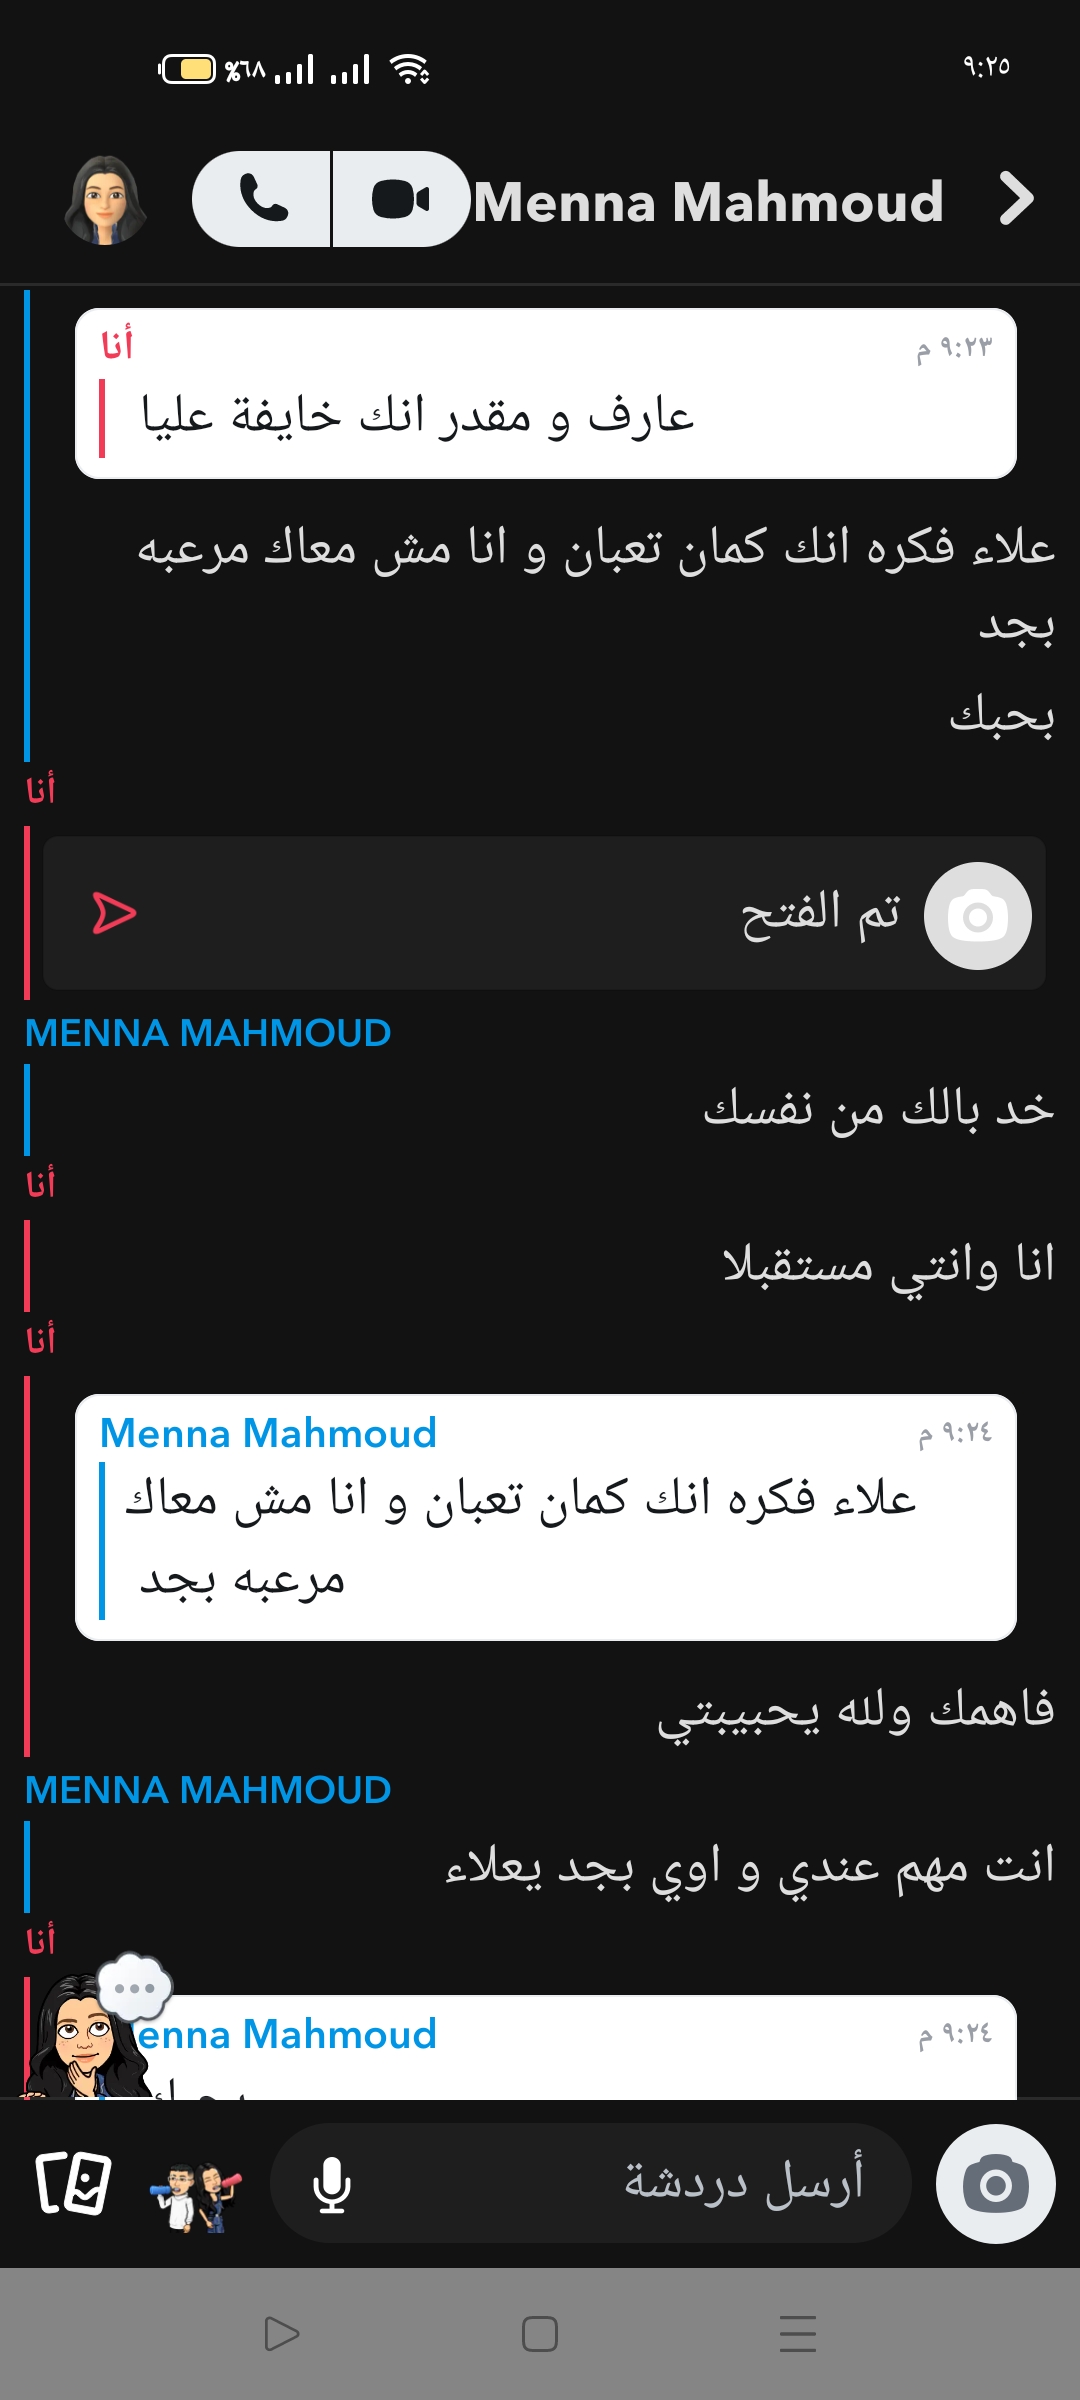 ٩:٢٥
%٦٨
Menna Mahmoud
أنا
٩:٢٣ م
عارف و مقدر انك خايفة عليا
علاء فكره انك كمان تعبان و انا مش معاك مرعبه
بجد
بحبك
أنا
تم الفتح
MENNA MAHMOUD
خد بالك من نفسك
أنا
انا وانتي مستقبلا
أنا
Menna Mahmoud
٩:٢٤ م
علاء فكره انك كمان تعبان و انا مش معاك
مرعبه بجد
فاهمك ولله يحبيبتي
MENNA MAHMOUD
انت مهم عندي و اوي بجد يعلاء
أنا
enna Mahmoud
٩:٢٤ م
أرسل دردشة